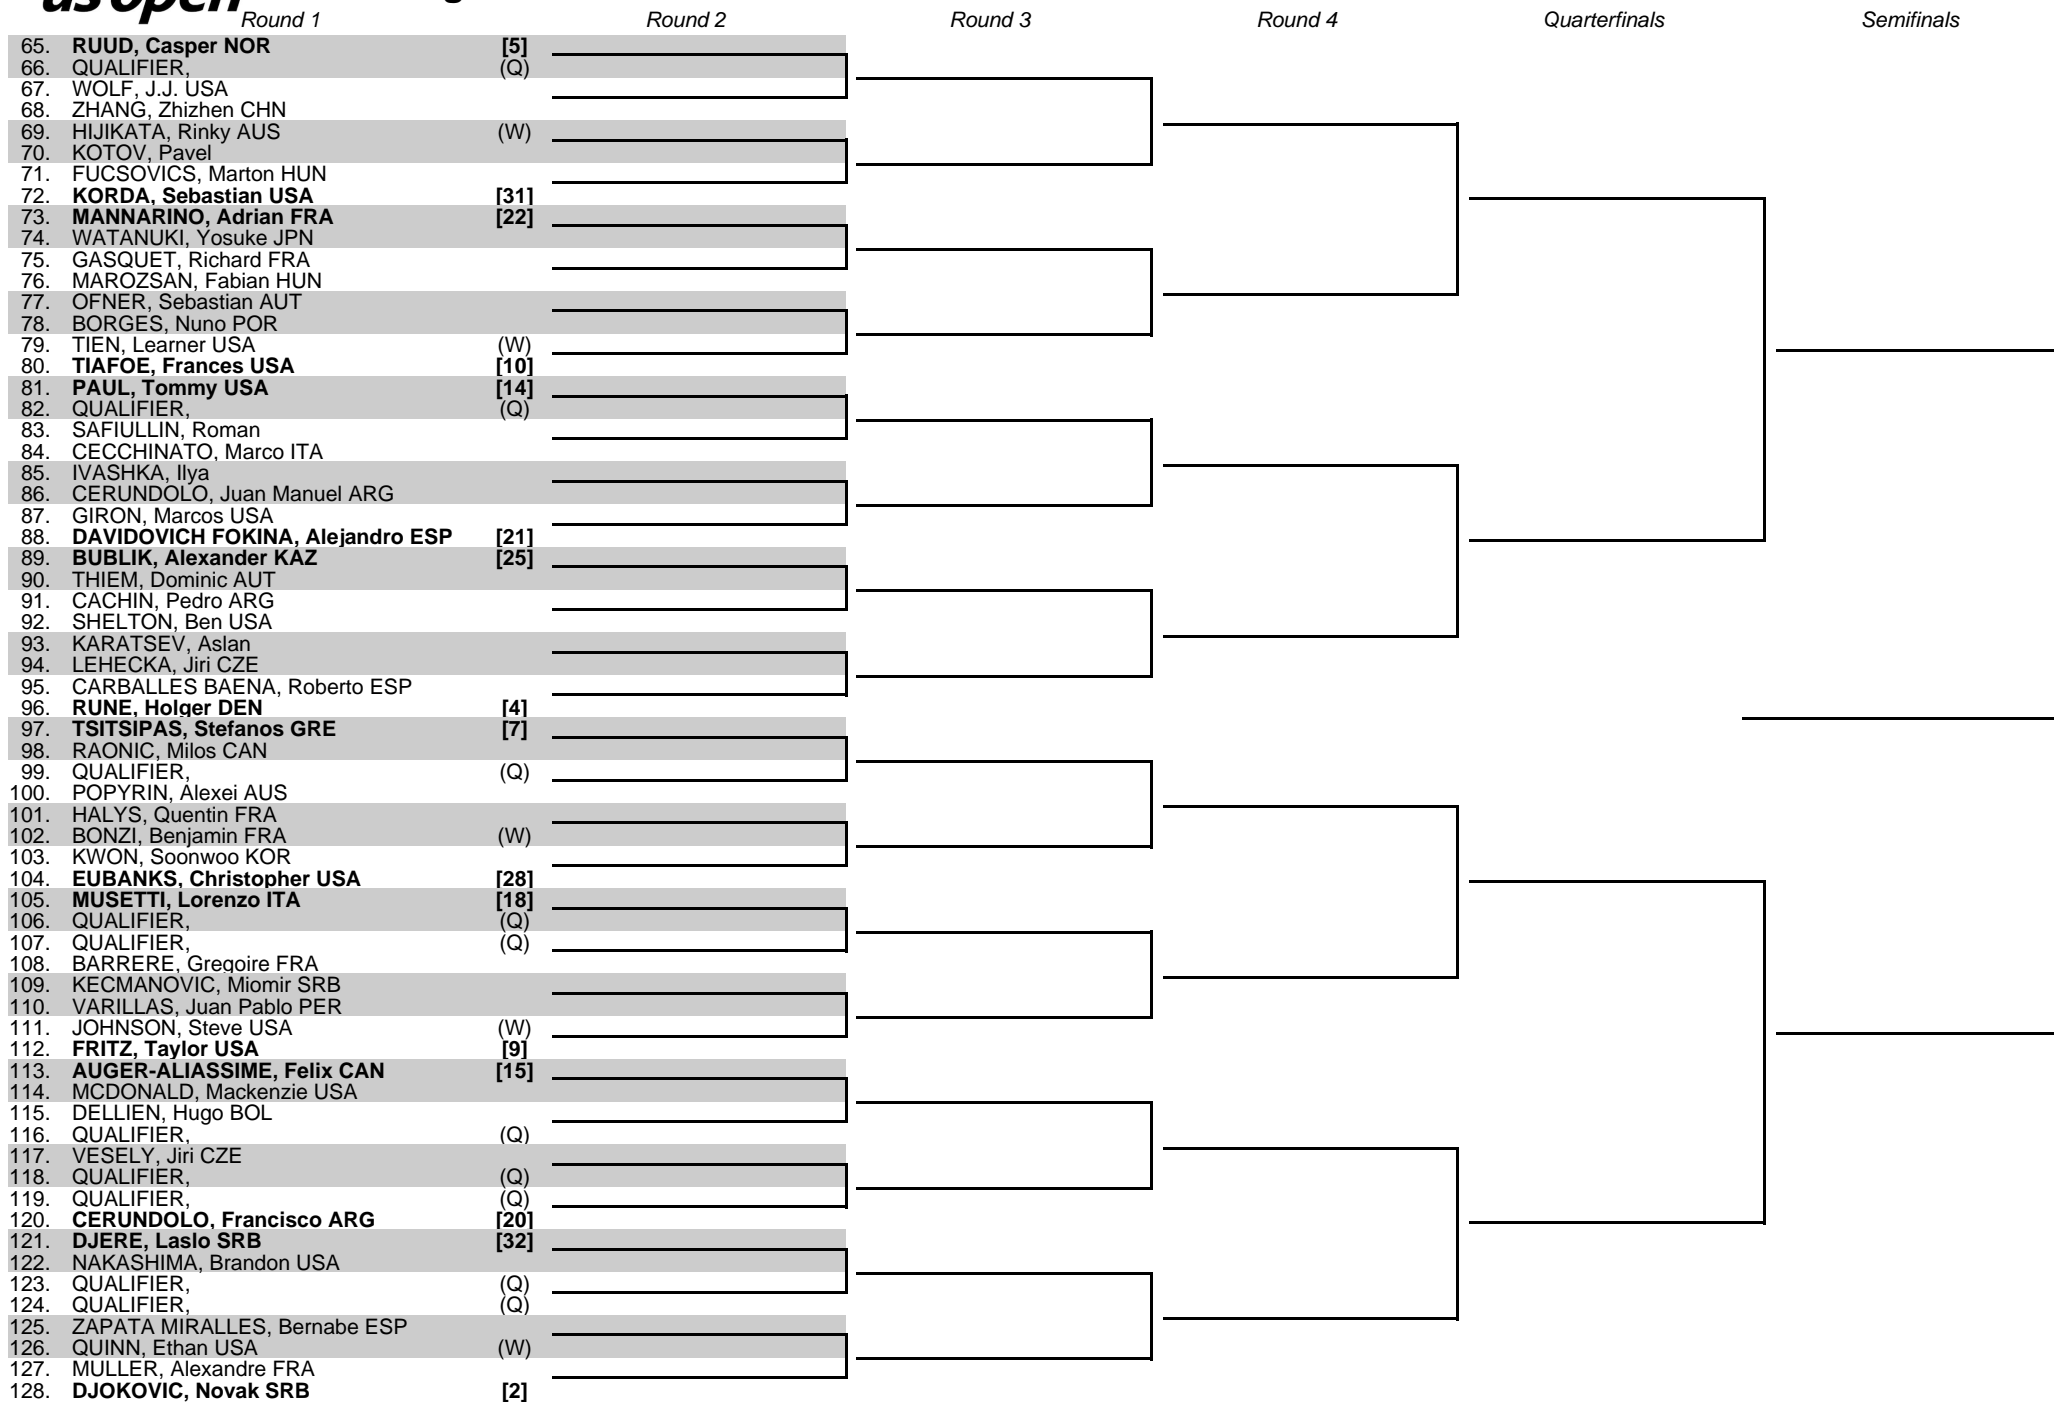 us open
Round 1 Round 2 Round 3 Round 4 Quarterfinals Semifinals
65. RUUD, Casper NOR [5]
66. QUALIFIER, (Q)
67. WOLF, J.J. USA
68. ZHANG, Zhizhen CHN
69. HIJIKATA, Rinky AUS (W)
70. KOTOV, Pavel
71. FUCSOVICS, Marton HUN
72. KORDA, Sebastian USA [31]
73. MANNARINO, Adrian FRA [22]
74. WATANUKI, Yosuke JPN
75. GASQUET, Richard FRA
76. MAROZSAN, Fabian HUN
77. OFNER, Sebastian AUT
78. BORGES, Nuno POR
79. TIEN, Learner USA (W)
80. TIAFOE, Frances USA [10]
81. PAUL, Tommy USA [14]
82. QUALIFIER, (Q)
83. SAFIULLIN, Roman
84. CECCHINATO, Marco ITA
85. IVASHKA, Ilya
86. CERUNDOLO, Juan Manuel ARG
87. GIRON, Marcos USA
88. DAVIDOVICH FOKINA, Alejandro ESP [21]
89. BUBLIK, Alexander KAZ [25]
90. THIEM, Dominic AUT
91. CACHIN, Pedro ARG
92. SHELTON, Ben USA
93. KARATSEV, Aslan
94. LEHECKA, Jiri CZE
95. CARBALLES BAENA, Roberto ESP
96. RUNE, Holger DEN [4]
97. TSITSIPAS, Stefanos GRE [7]
98. RAONIC, Milos CAN
99. QUALIFIER, (Q)
100. POPYRIN, Alexei AUS
101. HALYS, Quentin FRA
102. BONZI, Benjamin FRA (W)
103. KWON, Soonwoo KOR
104. EUBANKS, Christopher USA [28]
105. MUSETTI, Lorenzo ITA [18]
106. QUALIFIER, (Q)
107. QUALIFIER, (Q)
108. BARRERE, Gregoire FRA
109. KECMANOVIC, Miomir SRB
110. VARILLAS, Juan Pablo PER
111. JOHNSON, Steve USA (W)
112. FRITZ, Taylor USA [9]
113. AUGER-ALIASSIME, Felix CAN [15]
114. MCDONALD, Mackenzie USA
115. DELLIEN, Hugo BOL
116. QUALIFIER, (Q)
117. VESELY, Jiri CZE
118. QUALIFIER, (Q)
119. QUALIFIER, (Q)
120. CERUNDOLO, Francisco ARG [20]
121. DJERE, Laslo SRB [32]
122. NAKASHIMA, Brandon USA
123. QUALIFIER, (Q)
124. QUALIFIER, (Q)
125. ZAPATA MIRALLES, Bernabe ESP
126. QUINN, Ethan USA (W)
127. MULLER, Alexandre FRA
128. DJOKOVIC, Novak SRB [2]